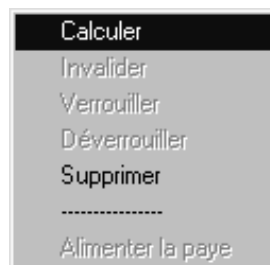 Calculer
Invalider
Verrouiller
Déverrouiller
Supprimer
---------------
Alimenter la paye